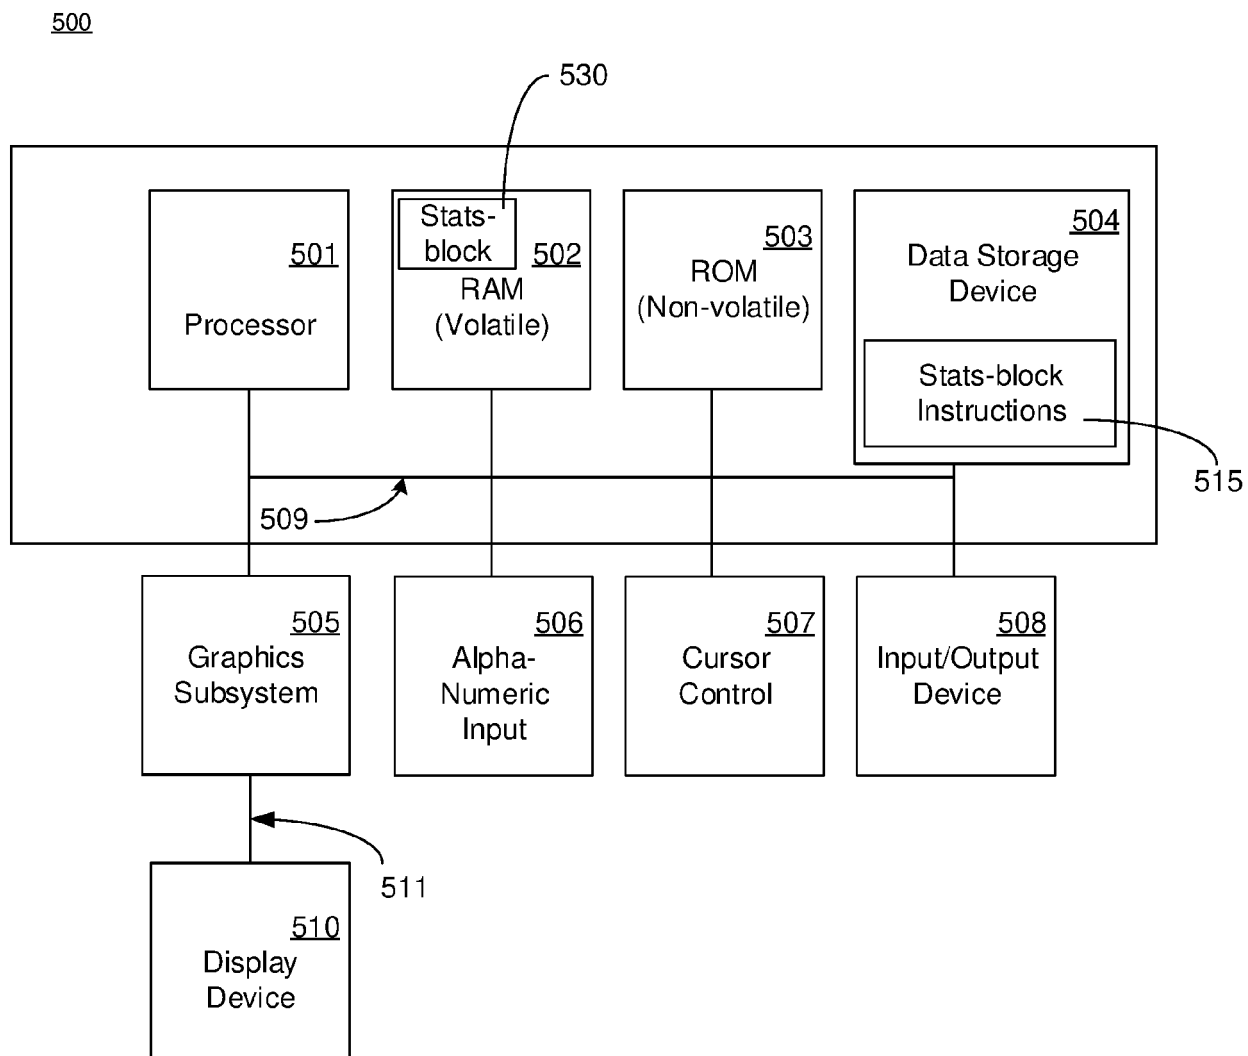 500
530
Stats-
block
501
Processor
502
RAM
(Volatile)
503
ROM
(Non-volatile)
504
Data Storage
Device
Stats-block
Instructions
515
509
505
Graphics
Subsystem
506
Alpha-
Numeric
Input
507
Cursor
Control
508
Input/Output
Device
511
510
Display
Device